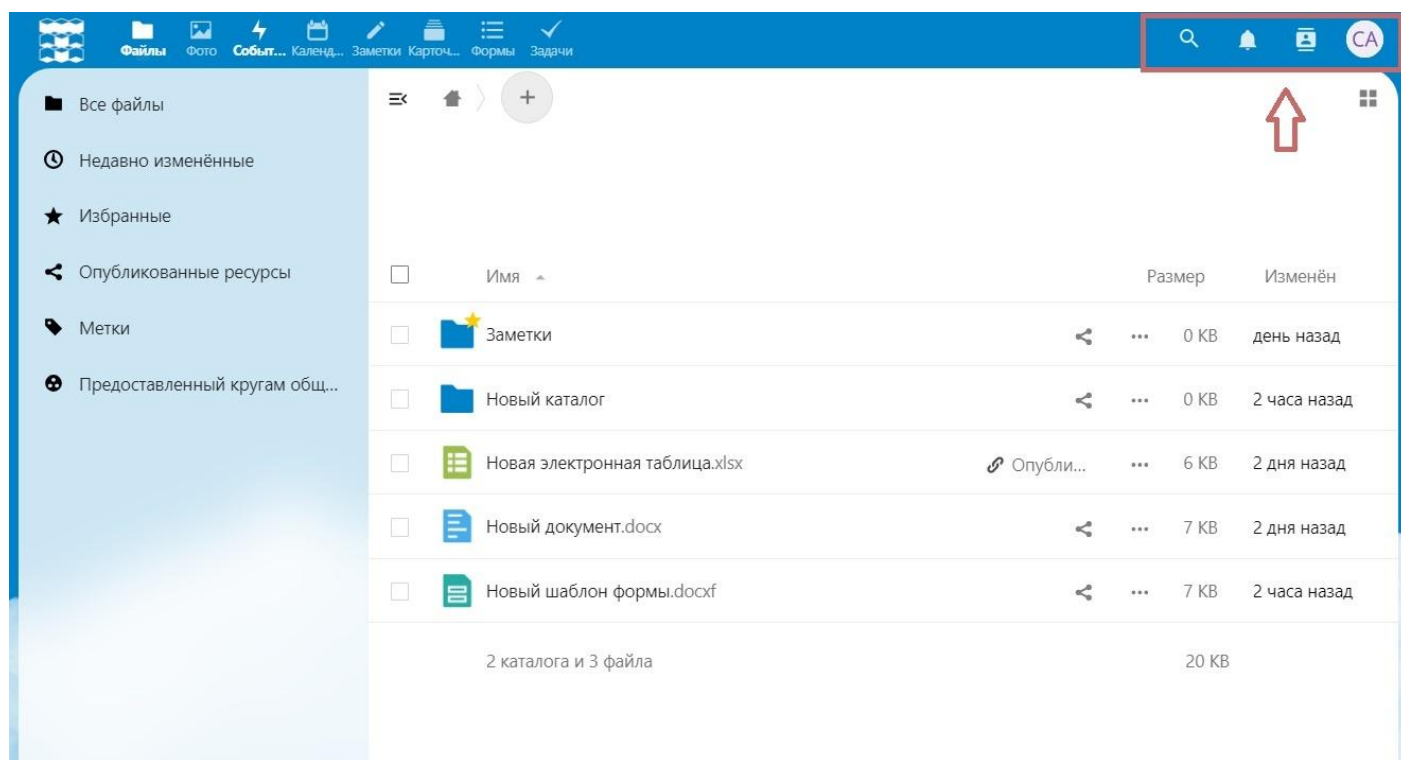 Файлы Фото Событ... Календ... Заметки Карточ... Формы Задачи CA
Все файлы
Недавно изменённые
Избранные
Опубликованные ресурсы
Метки
Предоставленный кругам общ...
Имя Размер Изменён
Заметки 0 KB день назад
Новый каталог 0 KB 2 часа назад
Новая электронная таблица.xlsx Опубли... 6 KB 2 дня назад
Новый документ.docx 7 KB 2 дня назад
Новый шаблон формы.docxf 7 KB 2 часа назад
2 каталога и 3 файла 20 KB